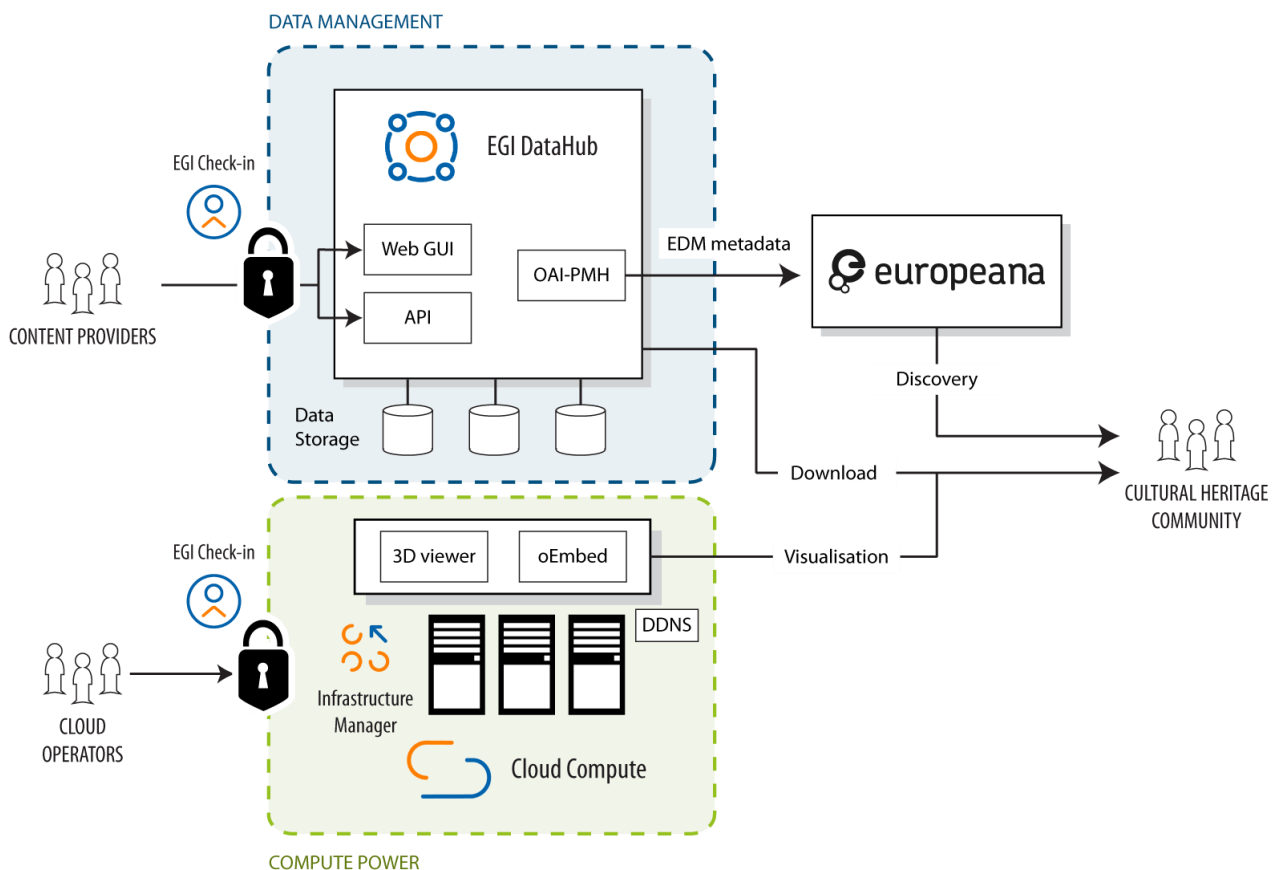 DATA MANAGEMENT
EGI DataHub
EGI Check-in
Web GUI
API
OAI-PMH
EDM metadata
europeana
CONTENT PROVIDERS
Discovery
Data
Storage
Download
CULTURAL HERITAGE
COMMUNITY
EGI Check-in
3D viewer
oEmbed
Visualisation
DDNS
Infrastructure
Manager
CLOUD
OPERATORS
Cloud Compute
COMPUTE POWER